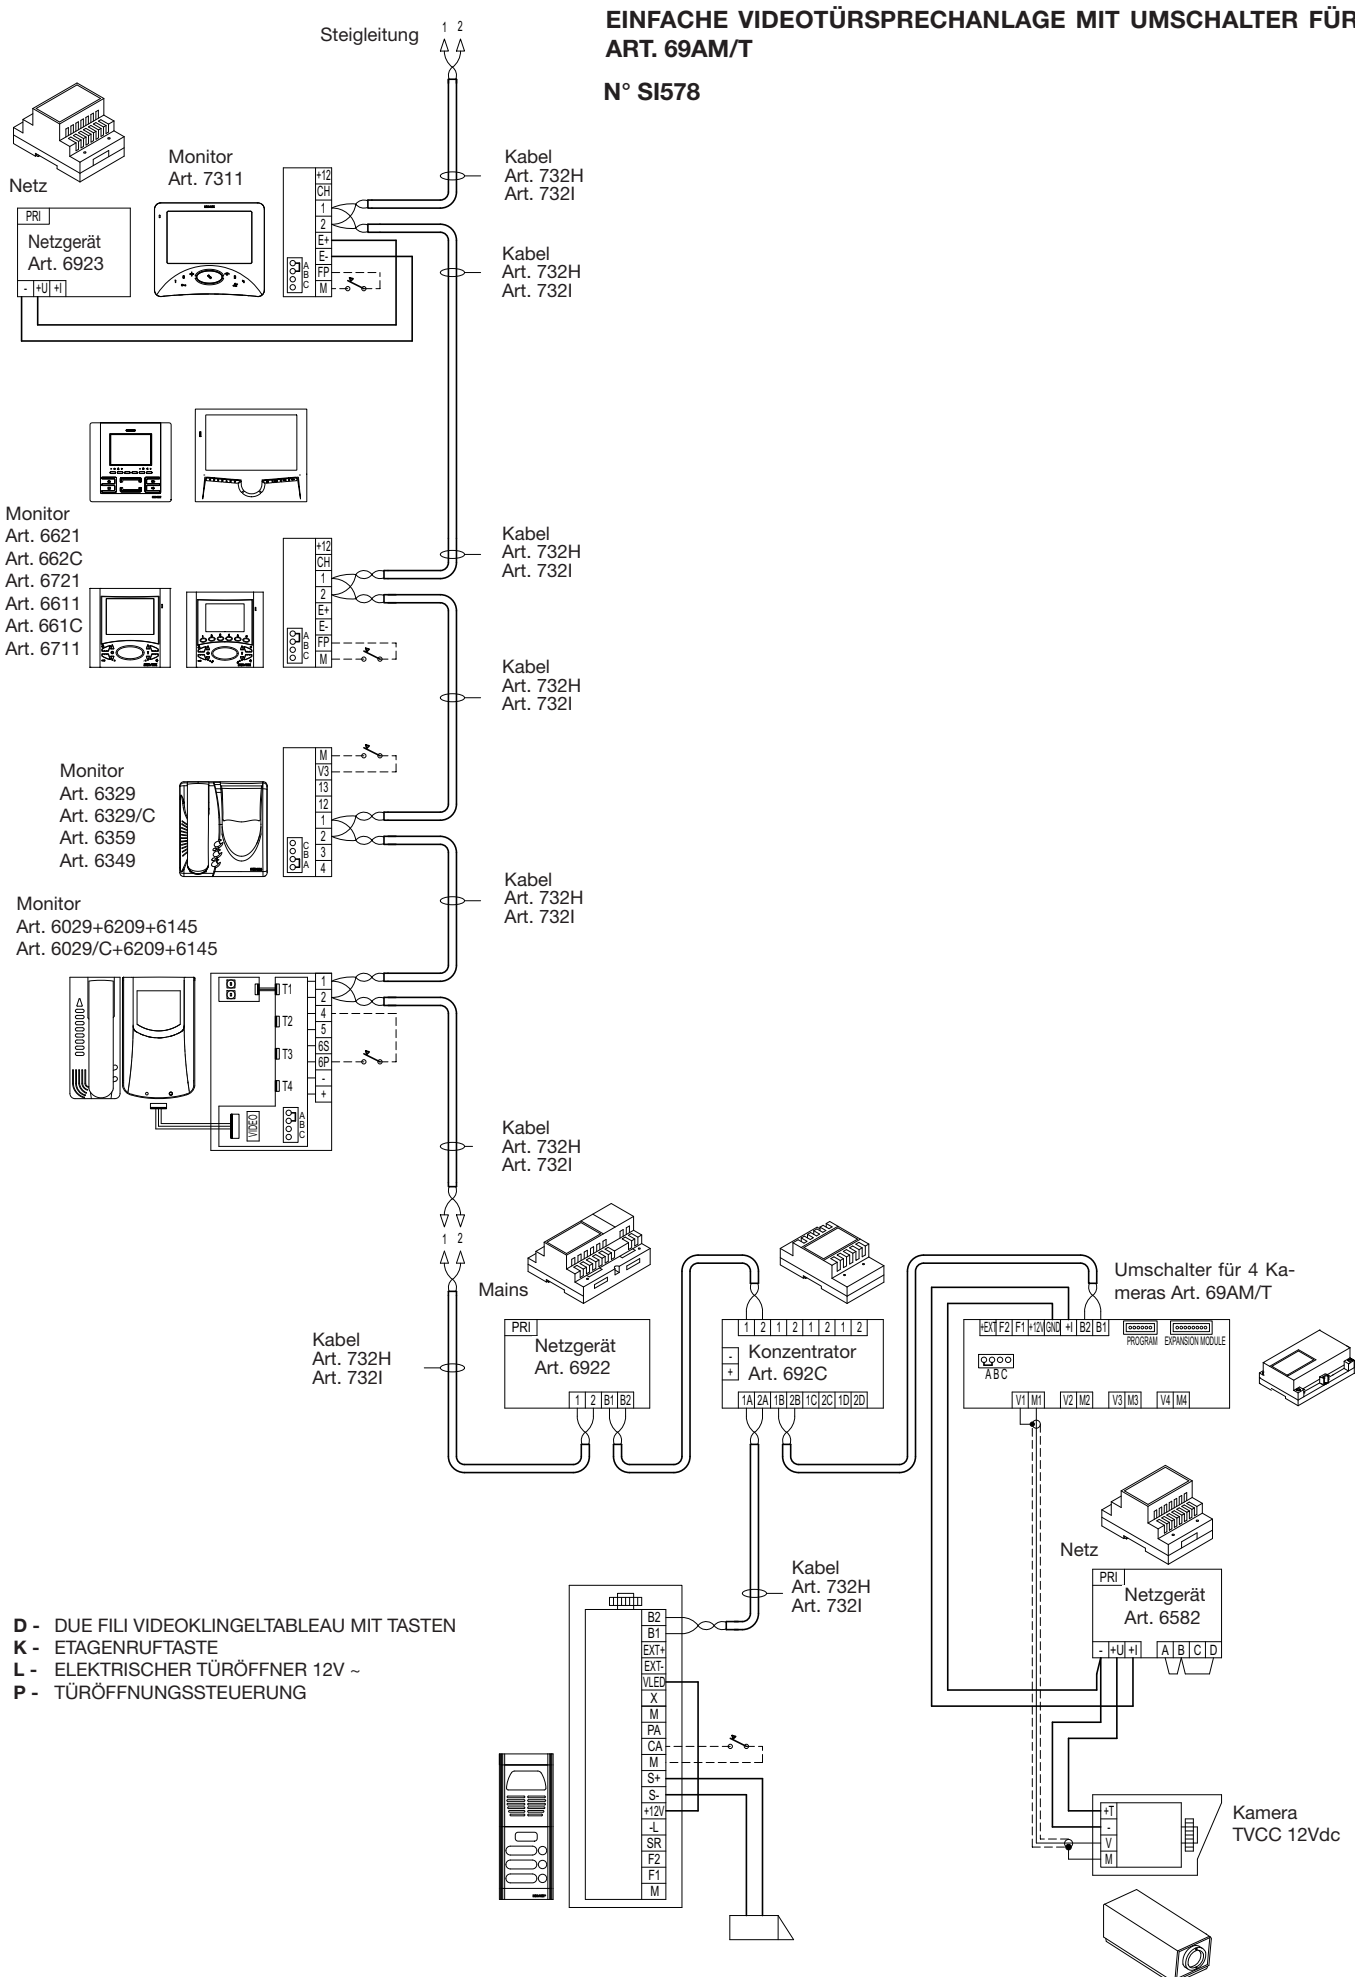 EINFACHE VIDEOTÜRSPRECHANLAGE MIT UMSCHALTER FÜR
ART. 69AM/T
N° SI578
Steigleitung
1 2
Netz
PRI
Netzgerät
Art. 6923
- +U +I
Monitor
Art. 7311
+12
CH
1
2
E+
E-
FP
M
A
B
C
Kabel
Art. 732H
Art. 732I
Kabel
Art. 732H
Art. 732I
Monitor
Art. 6621
Art. 662C
Art. 6721
Art. 6611
Art. 661C
Art. 6711
+12
CH
1
2
E+
E-
FP
M
A
B
C
Kabel
Art. 732H
Art. 732I
Kabel
Art. 732H
Art. 732I
Monitor
Art. 6329
Art. 6329/C
Art. 6359
Art. 6349
M
V3
13
12
1
2
3
4
C
B
A
Kabel
Art. 732H
Art. 732I
Monitor
Art. 6029+6209+6145
Art. 6029/C+6209+6145
T1
T2
T3
T4
1
2
4
5
6S
6P
-
+
VIDEO
A
B
C
Kabel
Art. 732H
Art. 732I
1 2
Mains
Kabel
Art. 732H
Art. 732I
PRI
Netzgerät
Art. 6922
1 2 B1 B2
1 2 1 2 1 2 1 2
-
+
Konzentrator
Art. 692C
1A 2A 1B 2B 1C 2C 1D 2D
Umschalter für 4 Ka-
meras Art. 69AM/T
+EXT F2 F1 +12V GND +I B2 B1
PROGRAM EXPANSION MODULE
A B C
V1 M1 V2 M2 V3 M3 V4 M4
Netz
PRI
Netzgerät
Art. 6582
- +U +I A B C D
Kabel
Art. 732H
Art. 732I
D - DUE FILI VIDEOKLINGELTABLEAU MIT TASTEN
K - ETAGENRUFTASTE
L - ELEKTRISCHER TÜRÖFFNER 12V ~
P - TÜRÖFFNUNGSSTEUERUNG
B2
B1
EXT+
EXT-
VLED
X
M
PA
CA
M
S+
S-
+12V
-L
SR
F2
F1
M
+T
-
V
M
Kamera
TVCC 12Vdc